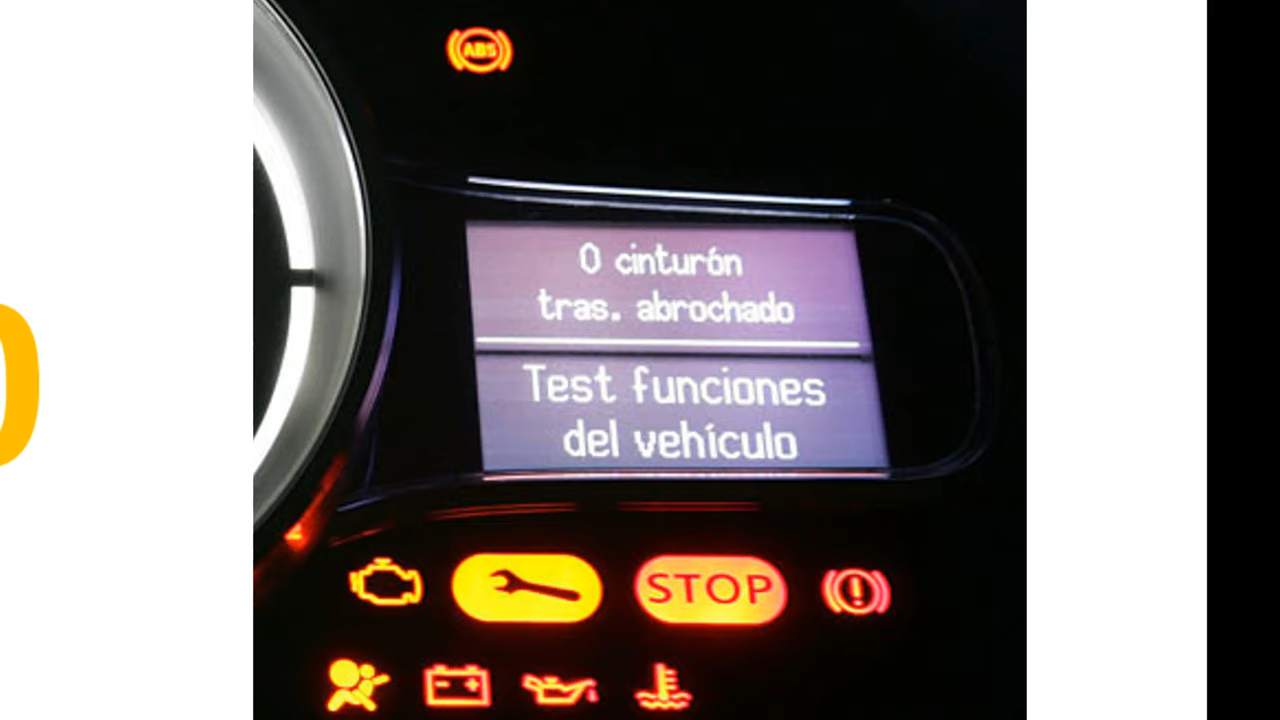 ABS
0 cinturón
tras. abrochado
Test funciones
del vehículo
STOP